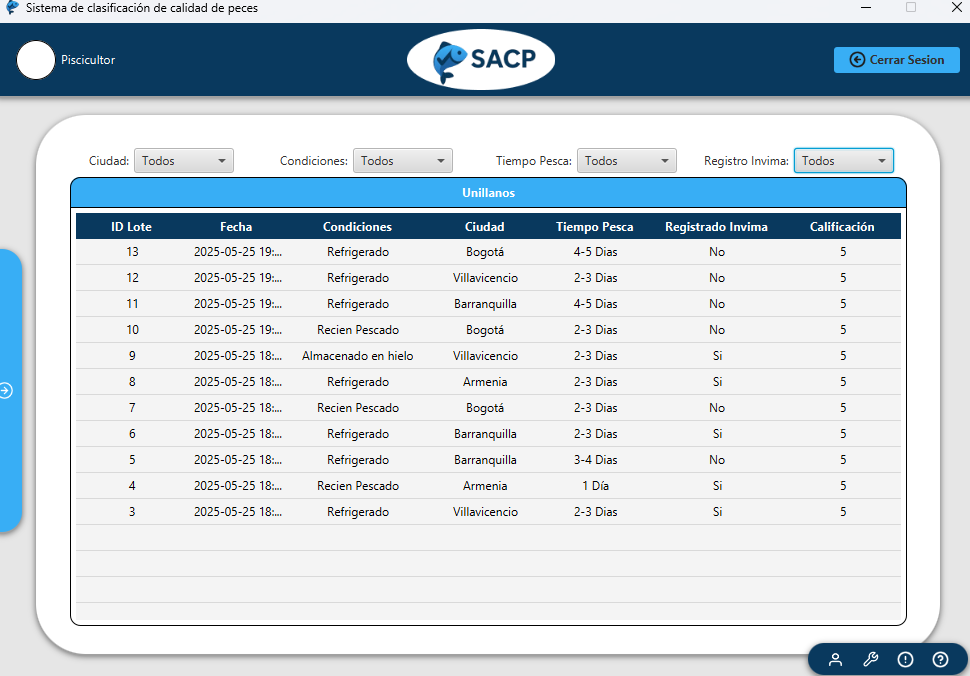 Sistema de clasificación de calidad de peces
Piscicultor
SACP
Cerrar Sesion
Ciudad: Todos Condiciones: Todos Tiempo Pesca: Todos Registro Invima: Todos
Unillanos
ID Lote Fecha Condiciones Ciudad Tiempo Pesca Registrado Invima Calificación
13 2025-05-25 19:... Refrigerado Bogotá 4-5 Dias No 5
12 2025-05-25 19:... Refrigerado Villavicencio 2-3 Dias No 5
11 2025-05-25 19:... Refrigerado Barranquilla 4-5 Dias No 5
10 2025-05-25 19:... Recien Pescado Bogotá 2-3 Dias No 5
9 2025-05-25 18:... Almacenado en hielo Villavicencio 2-3 Dias Si 5
8 2025-05-25 18:... Refrigerado Armenia 2-3 Dias Si 5
7 2025-05-25 18:... Recien Pescado Bogotá 2-3 Dias No 5
6 2025-05-25 18:... Refrigerado Barranquilla 2-3 Dias Si 5
5 2025-05-25 18:... Refrigerado Barranquilla 3-4 Dias No 5
4 2025-05-25 18:... Recien Pescado Armenia 1 Día Si 5
3 2025-05-25 18:... Refrigerado Villavicencio 2-3 Dias Si 5